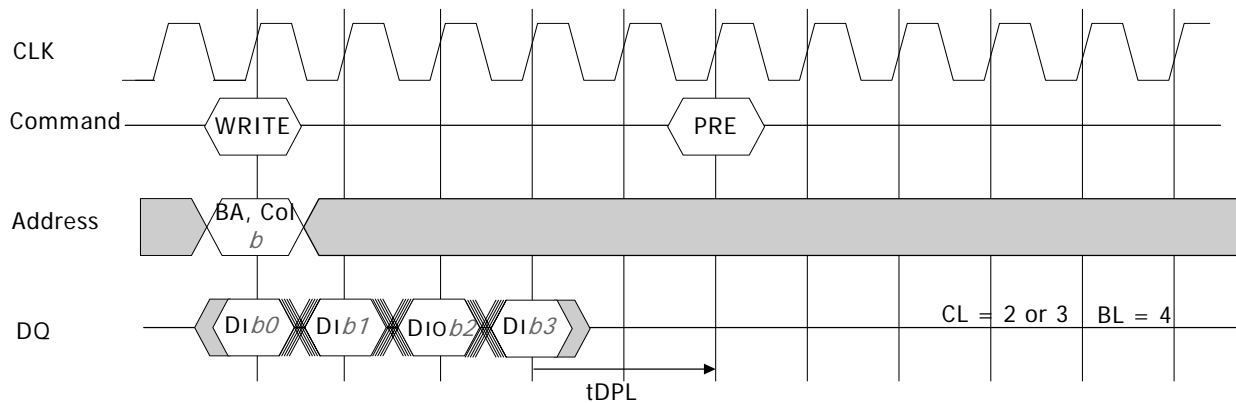 CLK
Command WRITE PRE
Address BA, Col
b
DQ DIb0 DIb1 DIOb2 DIb3 CL = 2 or 3 BL = 4
tDPL